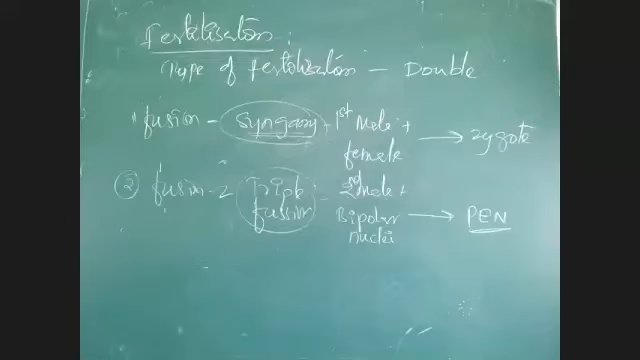 Fertilisation :
Type of fertilisation - Double
1 fusion - Syngamy - 1st Male + female → zygote
② fusion - 2 Triple fussion - 2nd Male + Bipolar nuclei → PEN